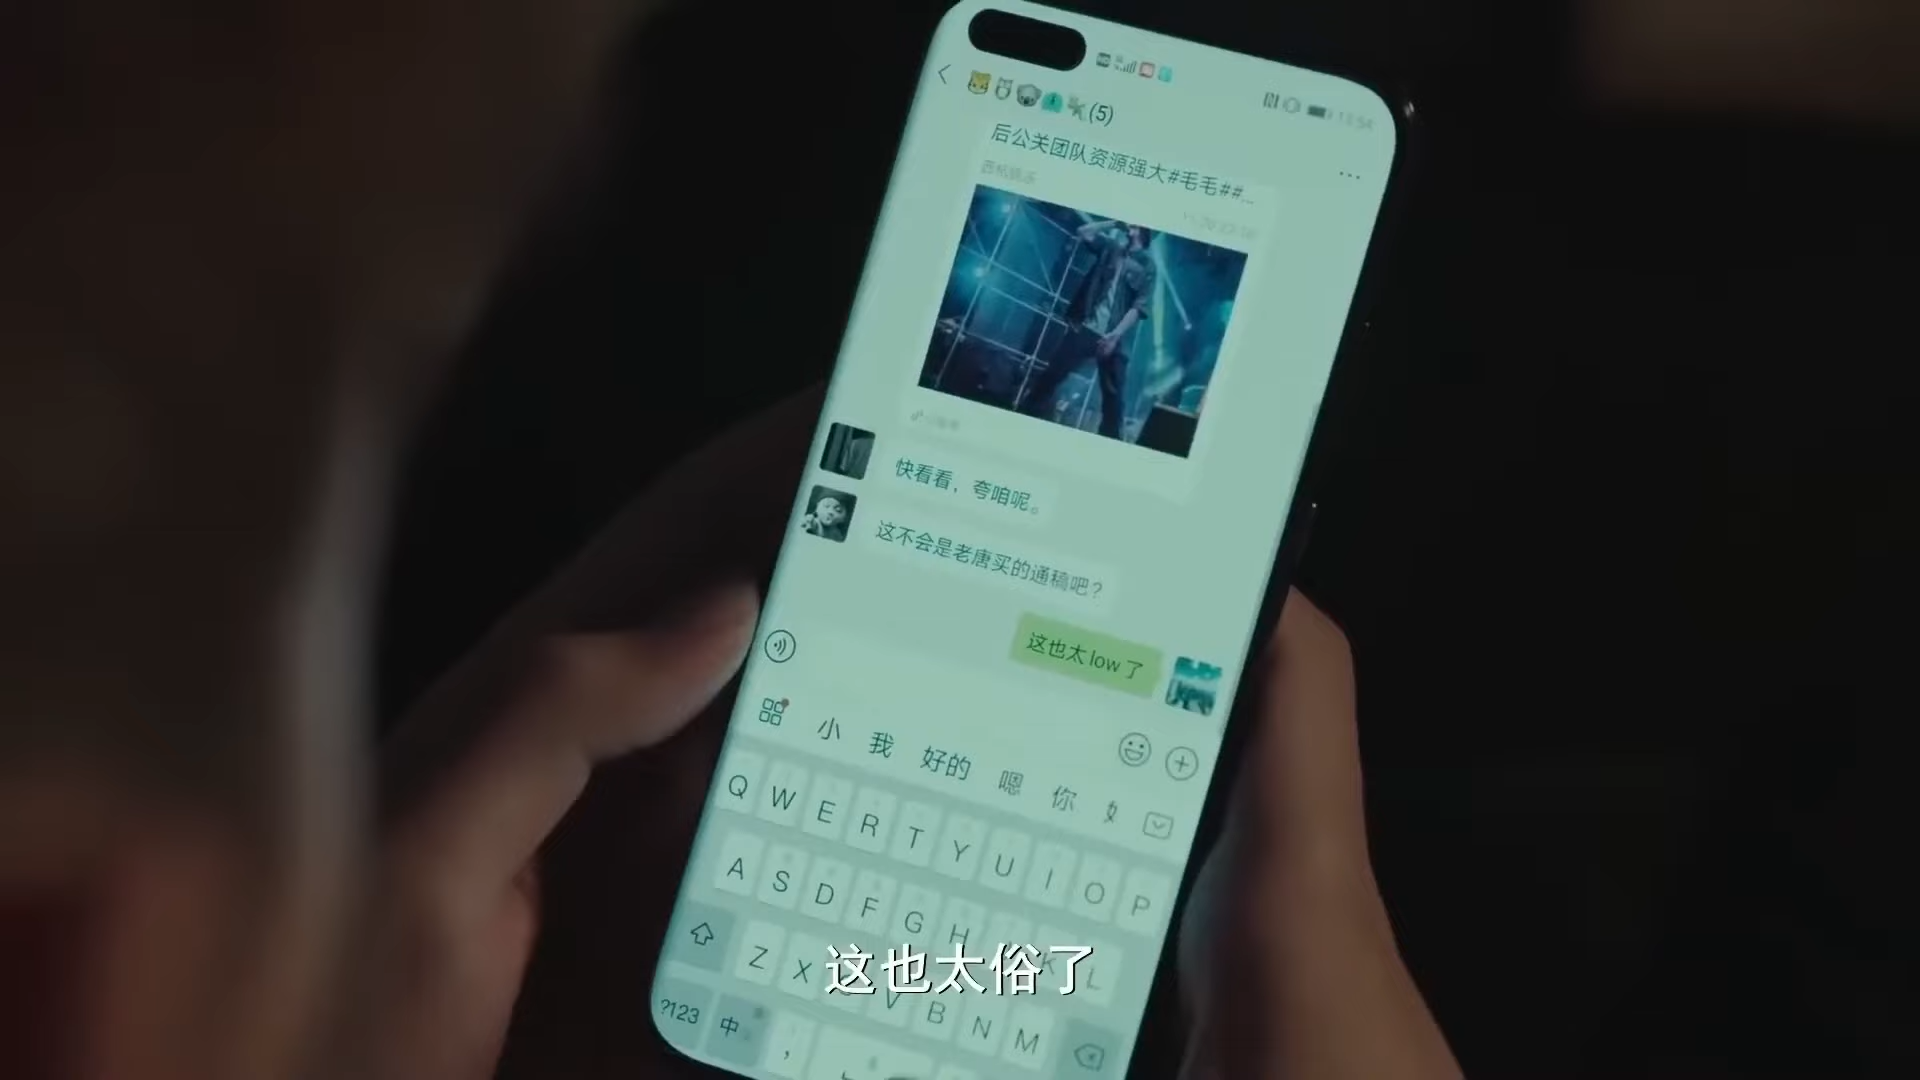 (5)
后公关团队资源强大#毛毛##...
快看看，夸咱呢。
这不会是老唐买的通稿吧？
这也太low了
小 我 好的 嗯 你
Q W E R T Y U I O P
A S D F G H K L
Z X V B N M
?123 中 ，
这也太俗了